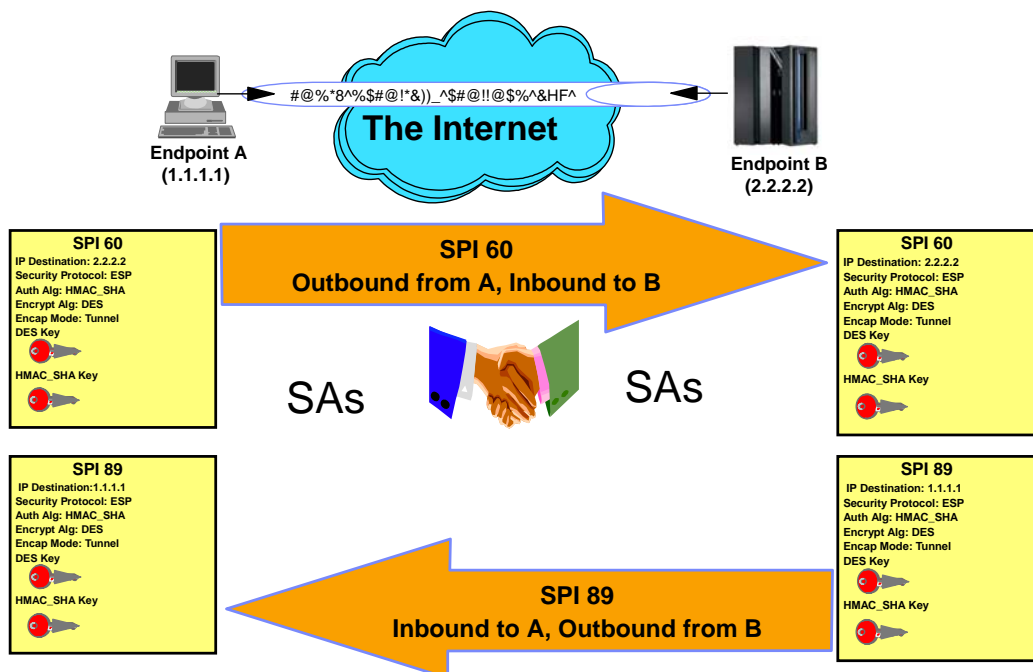 #@%*8^%$#@!*&))_^$#@!!@$%^&HF^
The Internet
Endpoint A
(1.1.1.1)
Endpoint B
(2.2.2.2)
SPI 60
IP Destination: 2.2.2.2
Security Protocol: ESP
Auth Alg: HMAC_SHA
Encrypt Alg: DES
Encap Mode: Tunnel
DES Key
HMAC_SHA Key
SPI 60
Outbound from A, Inbound to B
SPI 60
IP Destination: 2.2.2.2
Security Protocol: ESP
Auth Alg: HMAC_SHA
Encrypt Alg: DES
Encap Mode: Tunnel
DES Key
HMAC_SHA Key
SAs
SAs
SPI 89
IP Destination:1.1.1.1
Security Protocol: ESP
Auth Alg: HMAC_SHA
Encrypt Alg: DES
Encap Mode: Tunnel
DES Key
HMAC_SHA Key
SPI 89
Inbound to A, Outbound from B
SPI 89
IP Destination: 1.1.1.1
Security Protocol: ESP
Auth Alg: HMAC_SHA
Encrypt Alg: DES
Encap Mode: Tunnel
DES Key
HMAC_SHA Key